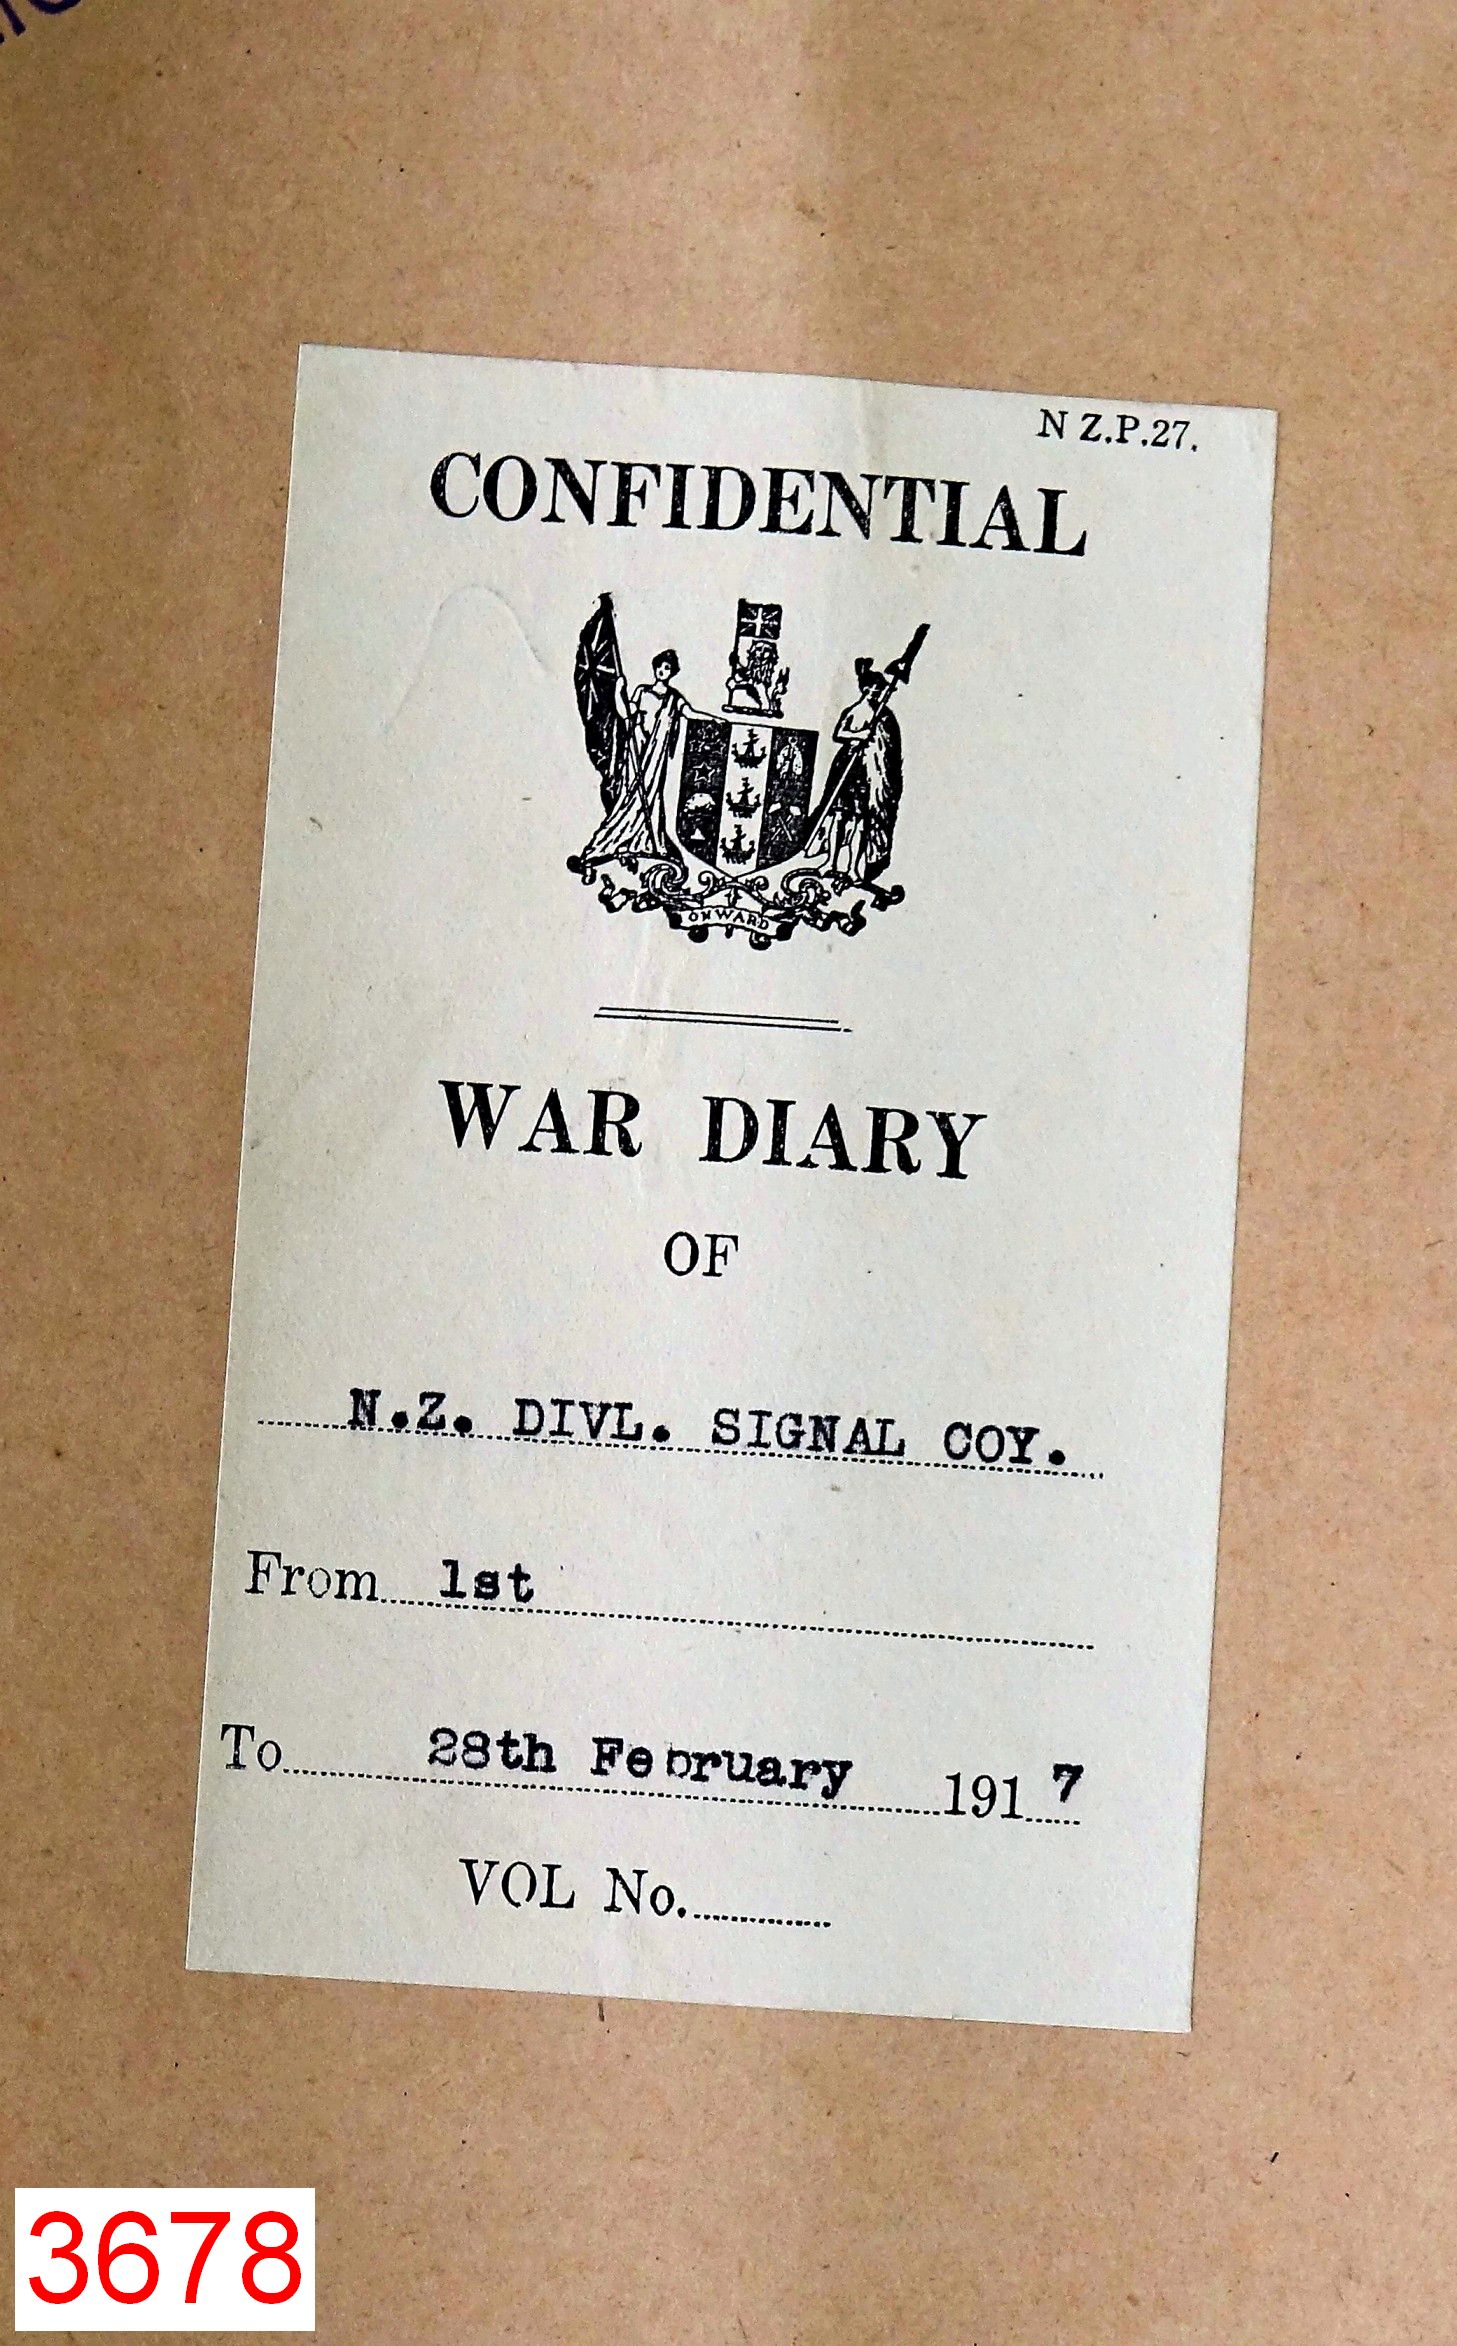 N Z.P.27.
CONFIDENTIAL
ONWARD
WAR DIARY
OF
N.Z. DIVL. SIGNAL COY.
From 1st
To 28th February 1917
VOL No.
3678